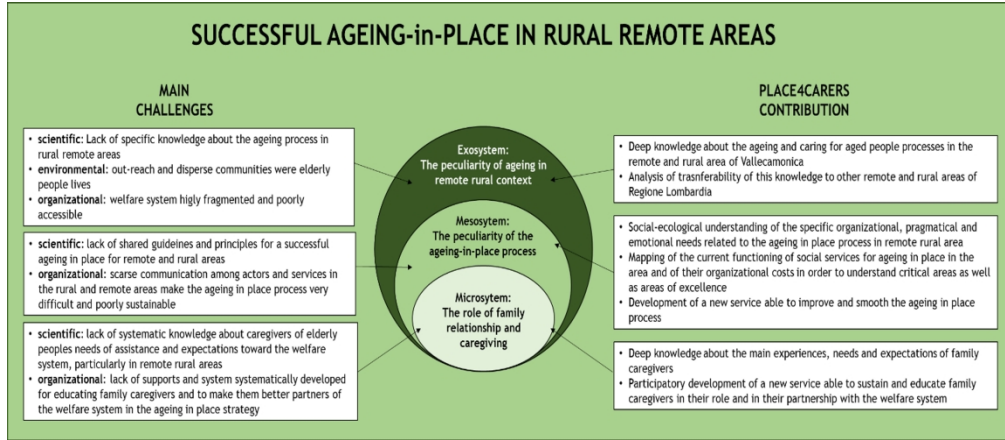 SUCCESSFUL AGEING-in-PLACE IN RURAL REMOTE AREAS
MAIN
CHALLENGES
• scientific: Lack of specific knowledge about the ageing process in
rural remote areas
• environmental: out-reach and disperse communities were elderly
people lives
• organizational: welfare system higly fragmented and poorly
accessible
• scientific: lack of shared guideines and principles for a successful
ageing in place for remote and rural areas
• organizational: scarse communication among actors and services in
the rural and remote areas make the ageing in place process very
difficult and poorly sustainable
• scientific: lack of systematic knowledge about caregivers of elderly
peoples needs of assistance and expectations toward the welfare
system, particularly in remote rural areas
• organizational: lack of supports and system systematically developed
for educating family caregivers and to make them better partners of
the welfare system in the ageing in place strategy
Exosystem:
The peculiarity of ageing in
remote rural context
Mesosytem:
The peculiarity of the
ageing-in-place process
Microsytem:
The role of family
relationship and
caregiving
PLACE4CARERS
CONTRIBUTION
• Deep knowledge about the ageing and caring for aged people processes in the
remote and rural area of Vallecamonica
• Analysis of trasnferability of this knowledge to other remote and rural areas of
Regione Lombardia
• Social-ecological understanding of the specific organizational, pragmatical and
emotional needs related to the ageing in place process in remote rural area
• Mapping of the current functioning of social services for ageing in place in the
area and of their organizational costs in order to understand critical areas as well
as areas of excellence
• Development of a new service able to improve and smooth the ageing in place
process
• Deep knowledge about the main experiences, needs and expectations of family
caregivers
• Participatory development of a new service able to sustain and educate family
caregivers in their role and in their partnership with the welfare system